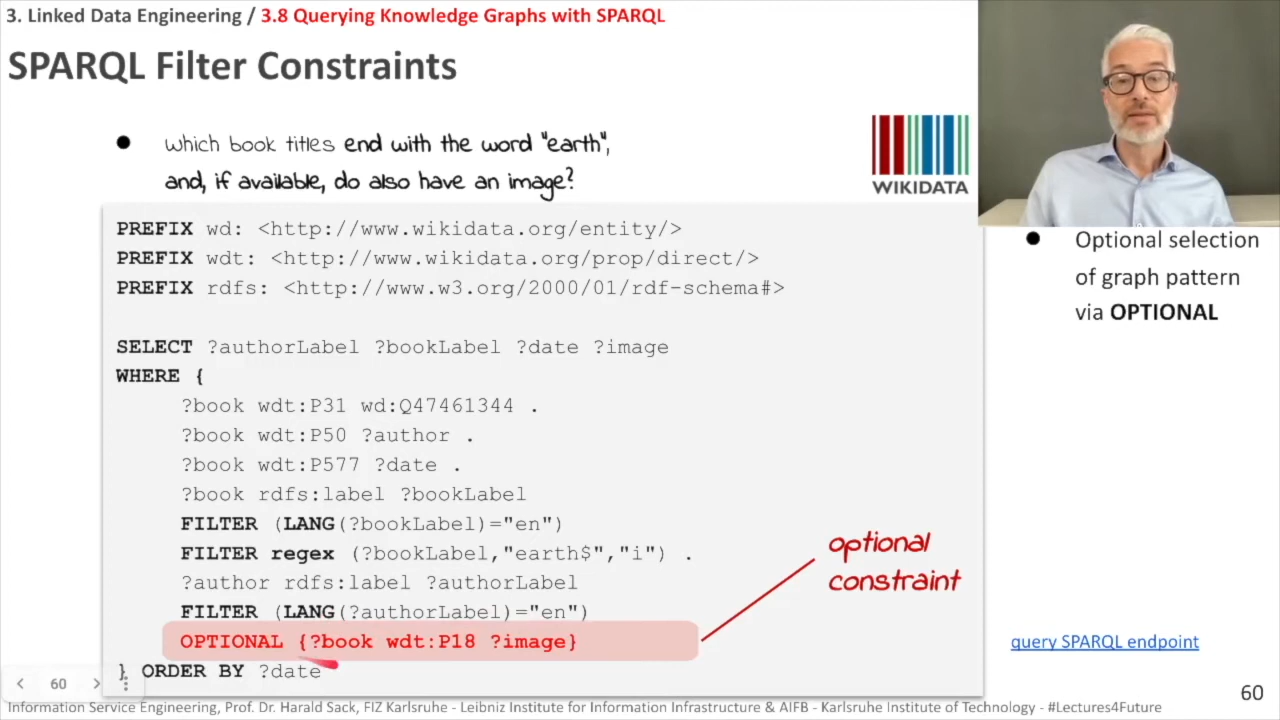 3. Linked Data Engineering / 3.8 Querying Knowledge Graphs with SPARQL
SPARQL Filter Constraints
● which book titles end with the word "earth",
and, if available, do also have an image?
WIKIDATA
PREFIX wd: <http://www.wikidata.org/entity/>
PREFIX wdt: <http://www.wikidata.org/prop/direct/>
PREFIX rdfs: <http://www.w3.org/2000/01/rdf-schema#>
SELECT ?authorLabel ?bookLabel ?date ?image
WHERE {
?book wdt:P31 wd:Q47461344 .
?book wdt:P50 ?author .
?book wdt:P577 ?date .
?book rdfs:label ?bookLabel
FILTER (LANG(?bookLabel)="en")
FILTER regex (?bookLabel,"earth$","i") .
?author rdfs:label ?authorLabel
FILTER (LANG(?authorLabel)="en")
OPTIONAL {?book wdt:P18 ?image}
} ORDER BY ?date
● Optional selection
of graph pattern
via OPTIONAL
optional
constraint
query SPARQL endpoint
60
60
Information Service Engineering, Prof. Dr. Harald Sack, FIZ Karlsruhe - Leibniz Institute for Information Infrastructure & AIFB - Karlsruhe Institute of Technology - #Lectures4Future